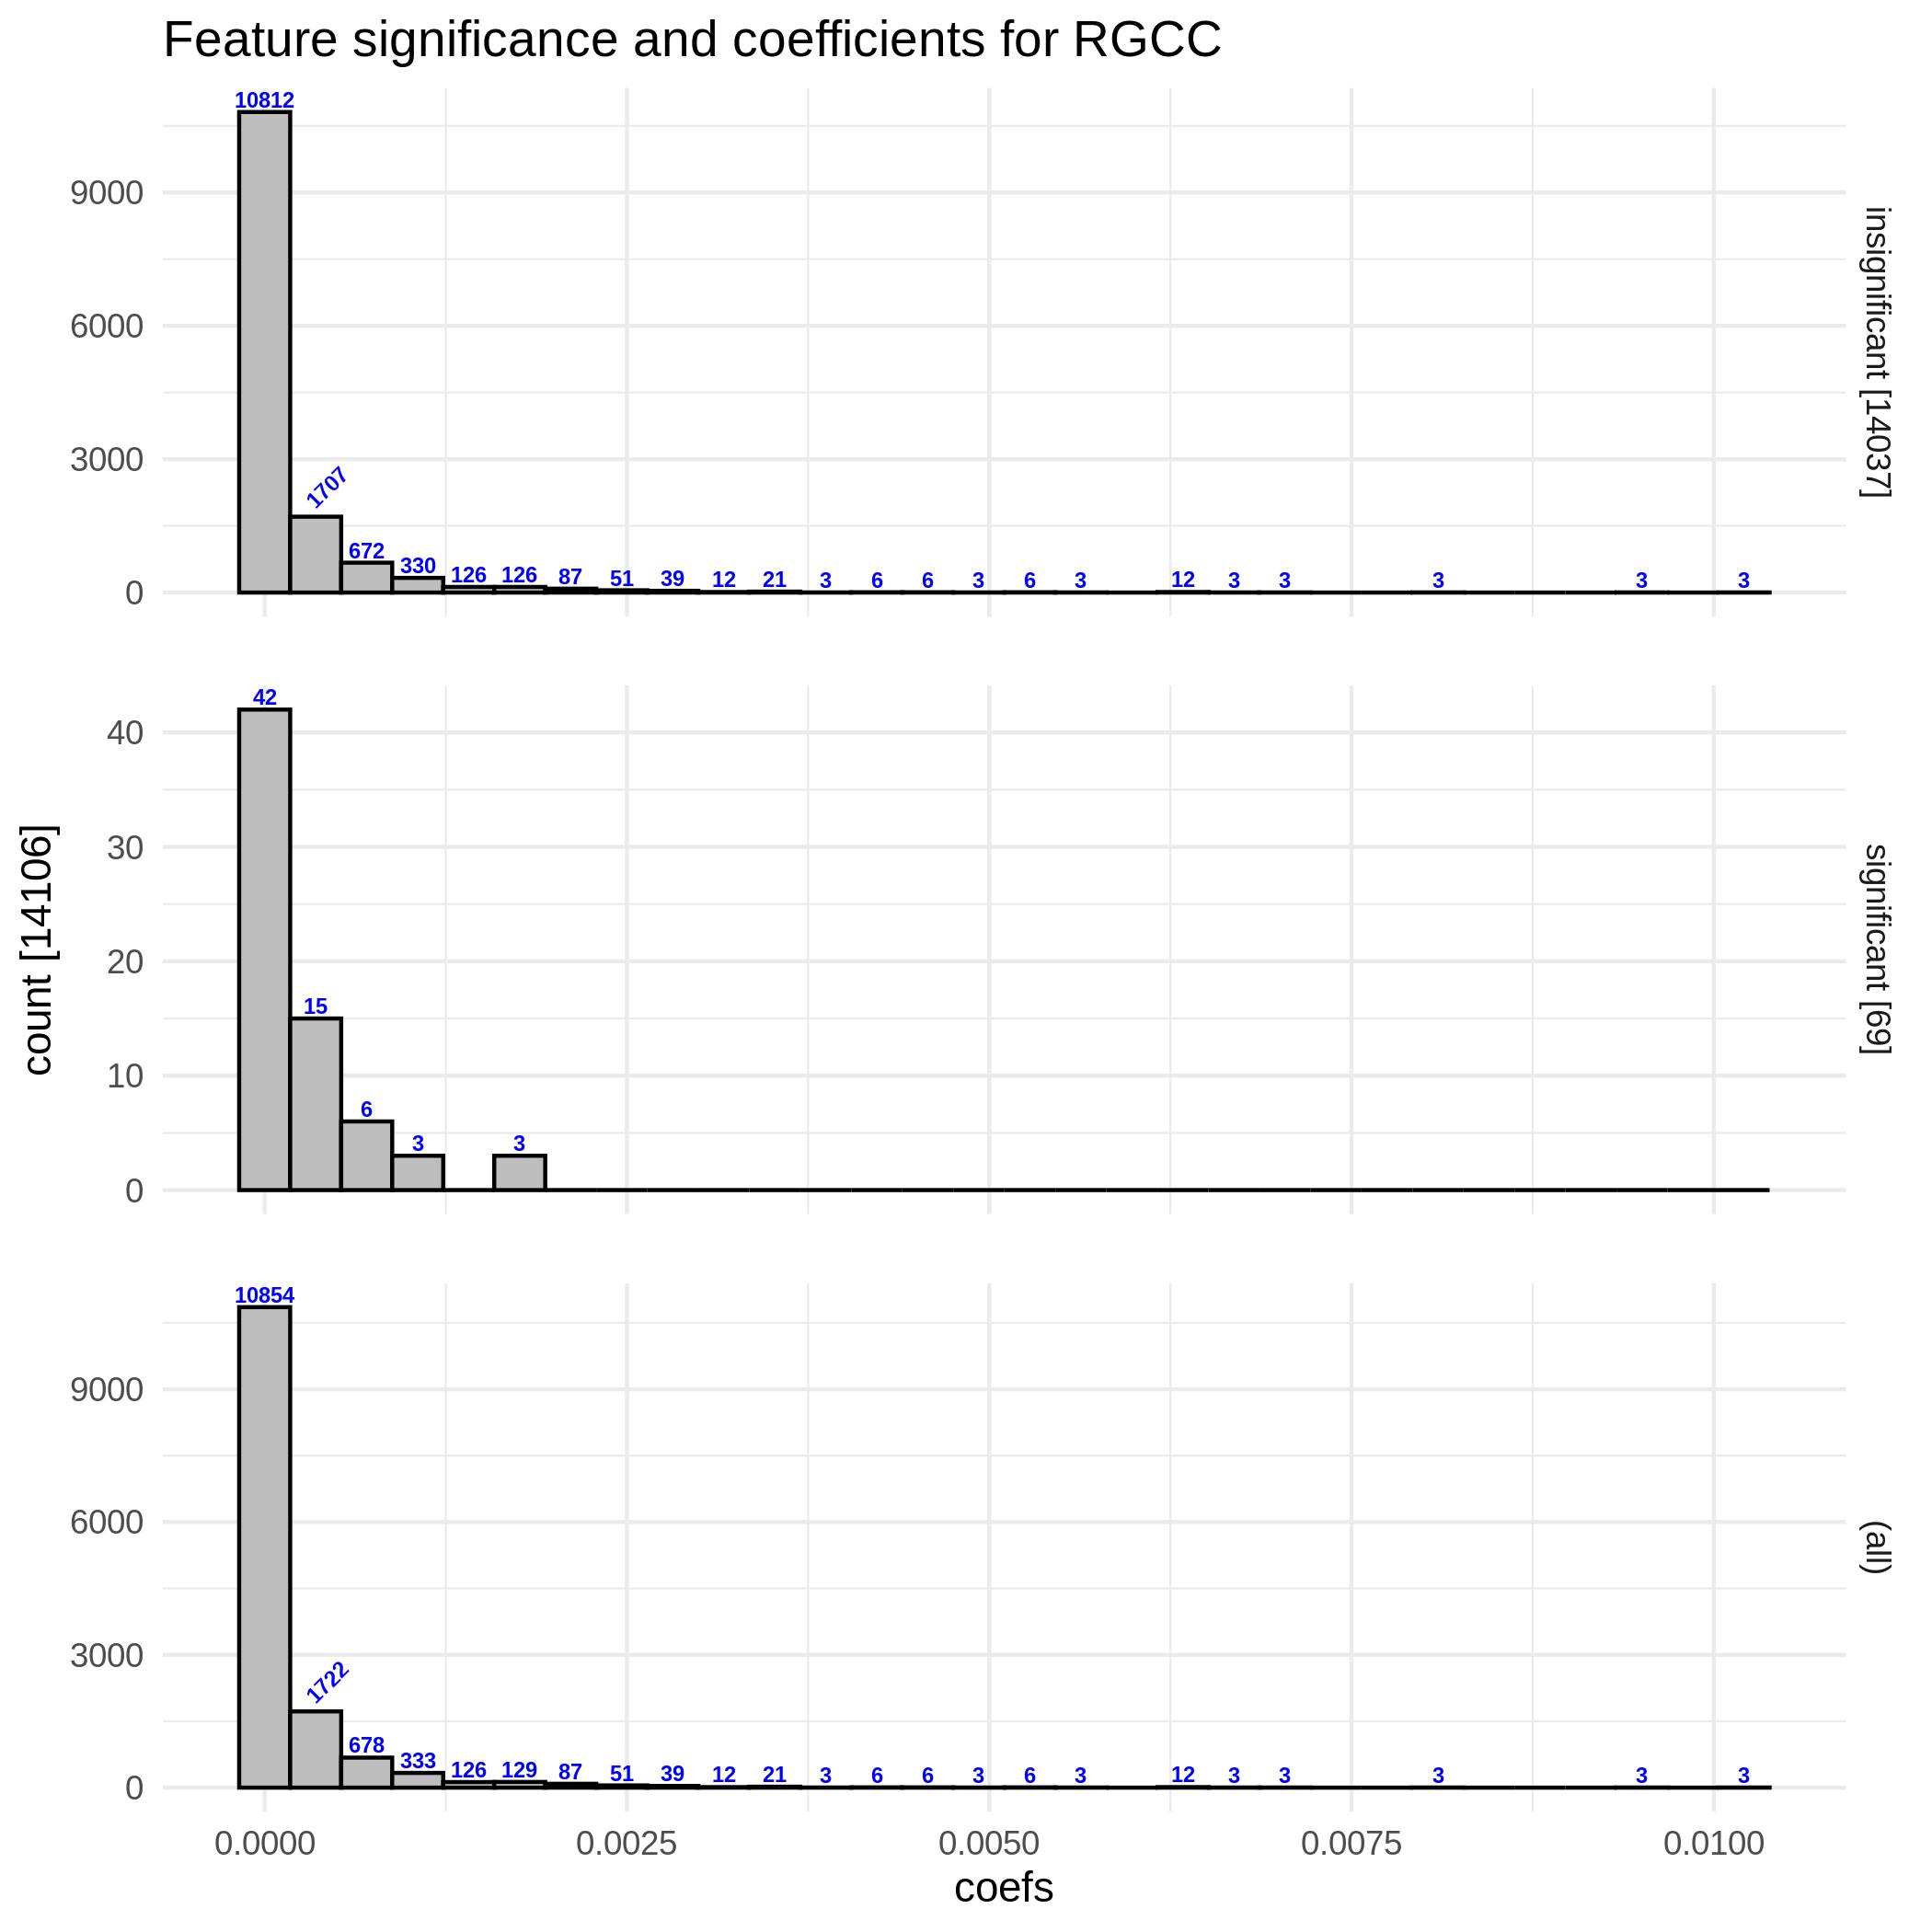 Feature significance and coefficients for RGCC
10812
9000
6000
3000
0
1707
672 330 126 126 87 51 39 12 21 3 6 6 3 6 3 12 3 3 3 3 3
insignificant [14037]
count [14106]
42
40
30
20
10
0
15
6
3 3
significant [69]
10854
9000
6000
3000
0
1722
678 333 126 129 87 51 39 12 21 3 6 6 3 6 3 12 3 3 3 3 3
(all)
0.0000 0.0025 0.0050 0.0075 0.0100
coefs